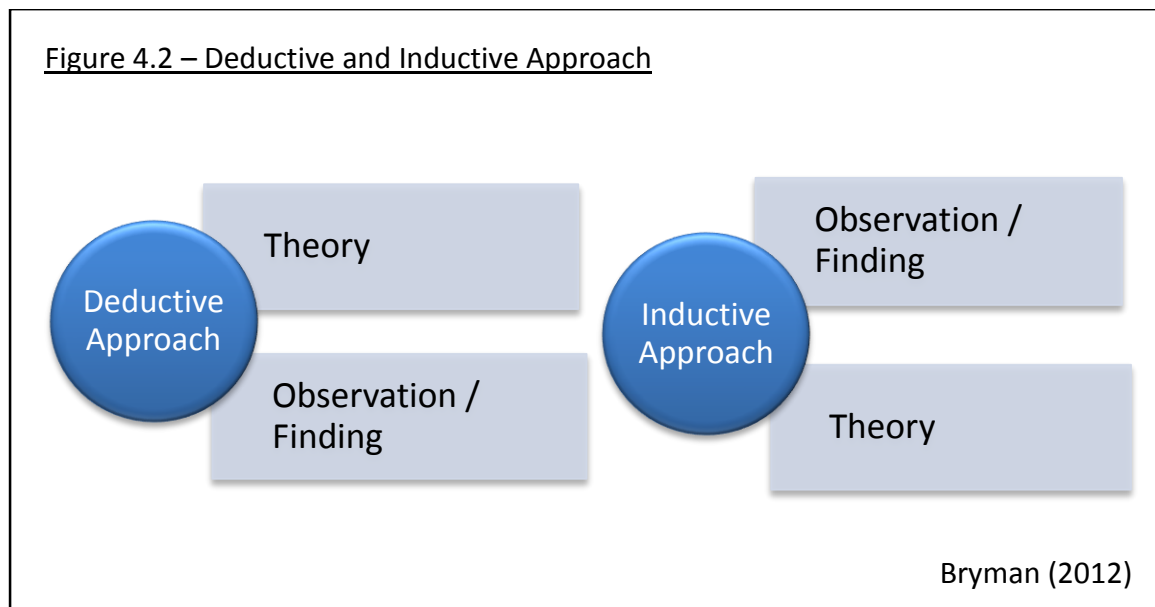 Figure 4.2 – Deductive and Inductive Approach
Deductive
Approach
Theory
Observation /
Finding
Inductive
Approach
Observation /
Finding
Theory
Bryman (2012)